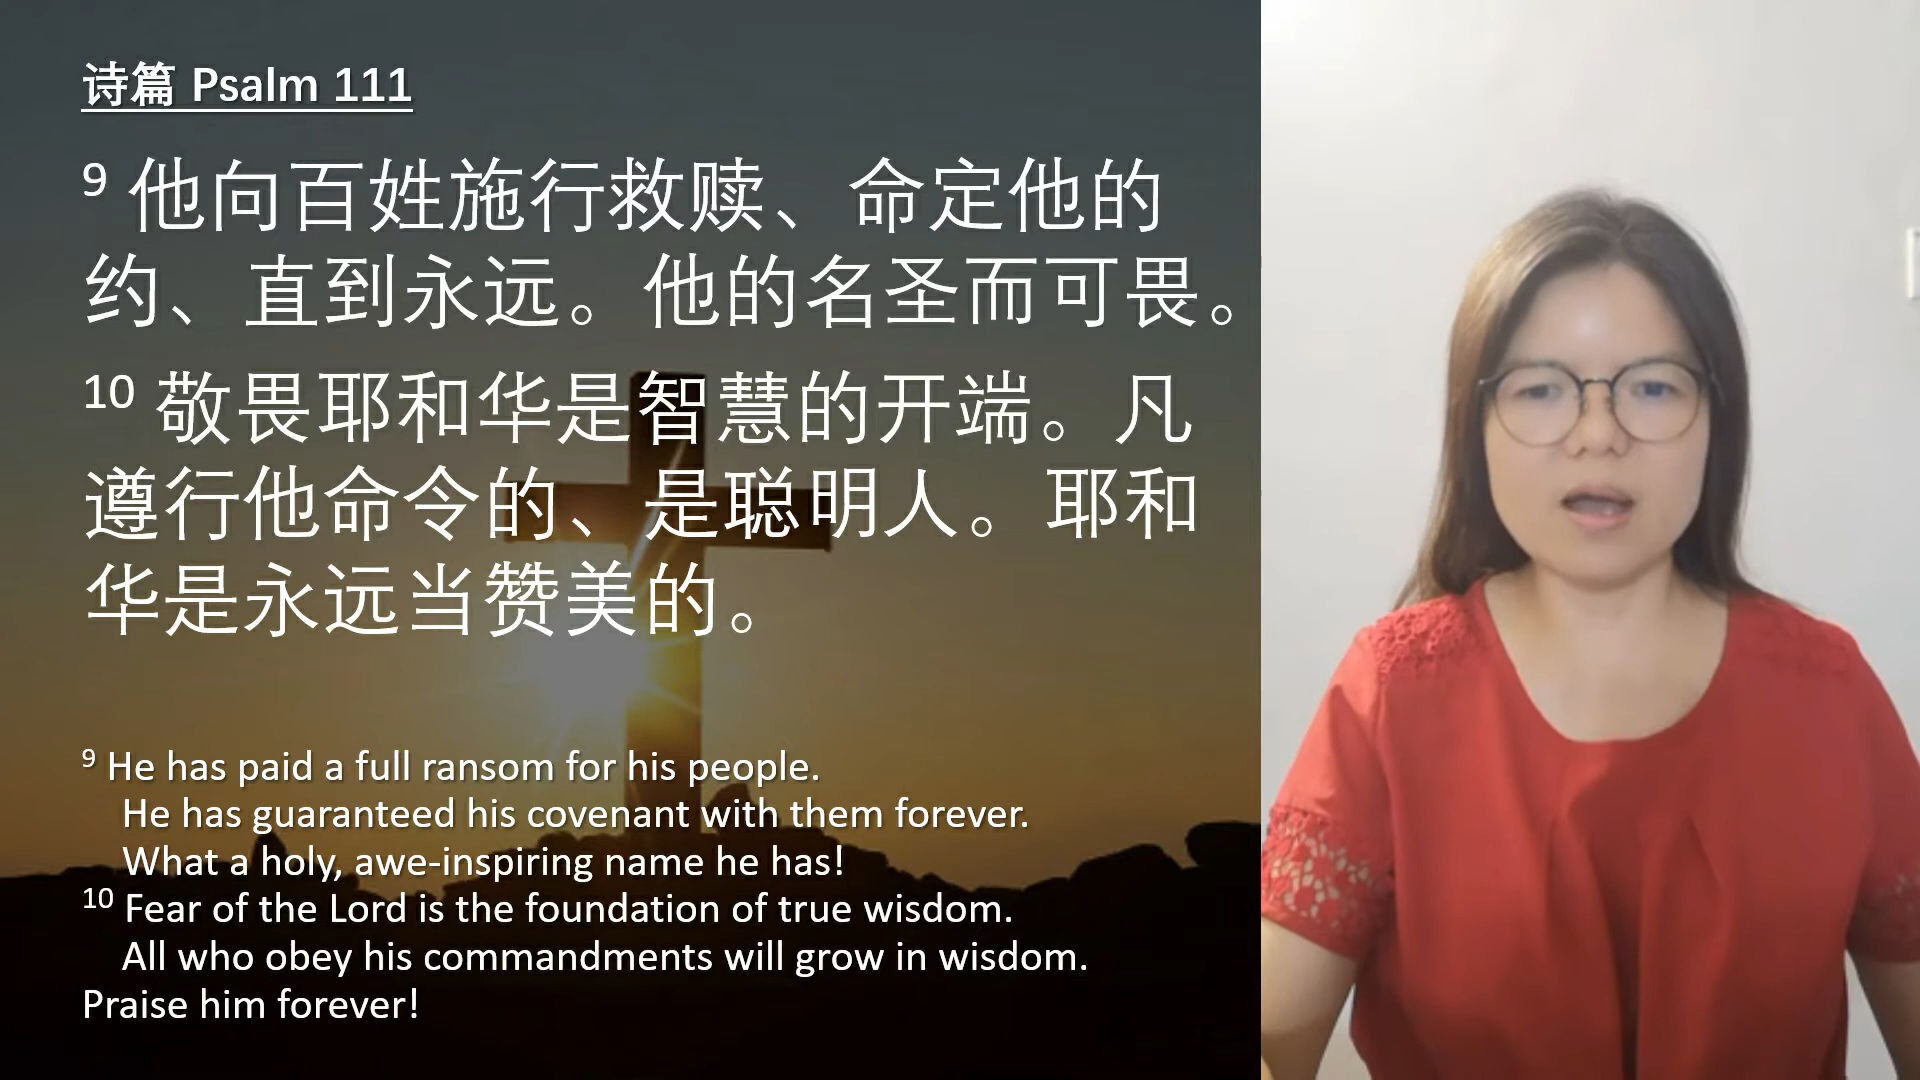 诗篇 Psalm 111
9 他向百姓施行救赎、命定他的
约、直到永远。他的名圣而可畏。
10 敬畏耶和华是智慧的开端。凡
遵行他命令的、是聪明人。耶和
华是永远当赞美的。
9 He has paid a full ransom for his people.
He has guaranteed his covenant with them forever.
What a holy, awe-inspiring name he has!
10 Fear of the Lord is the foundation of true wisdom.
All who obey his commandments will grow in wisdom.
Praise him forever!